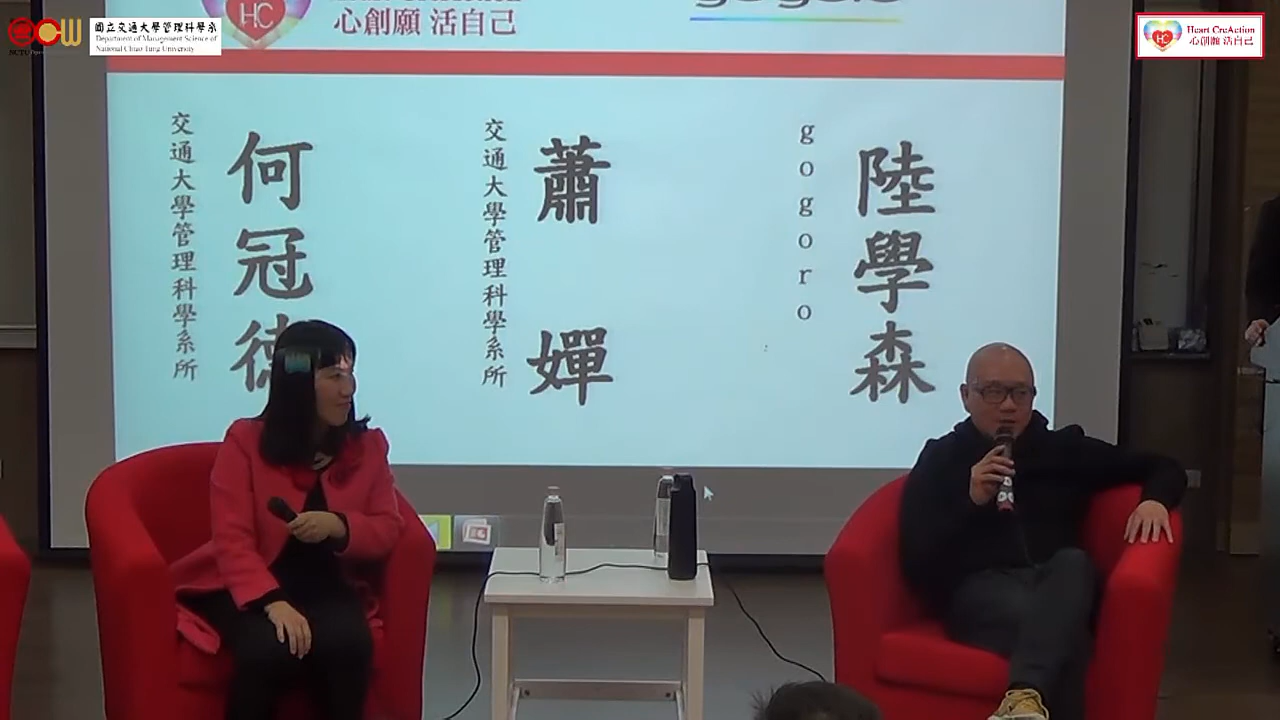 國立交通大學管理科學系
Department of Management Science of
National Chiao Tung University
Heart CreAction
心創願 活自己
HC
心創願 活自己
HC
陸學森
gogoro
蕭嬋
交通大學管理科學系所
何冠德
交通大學管理科學系所